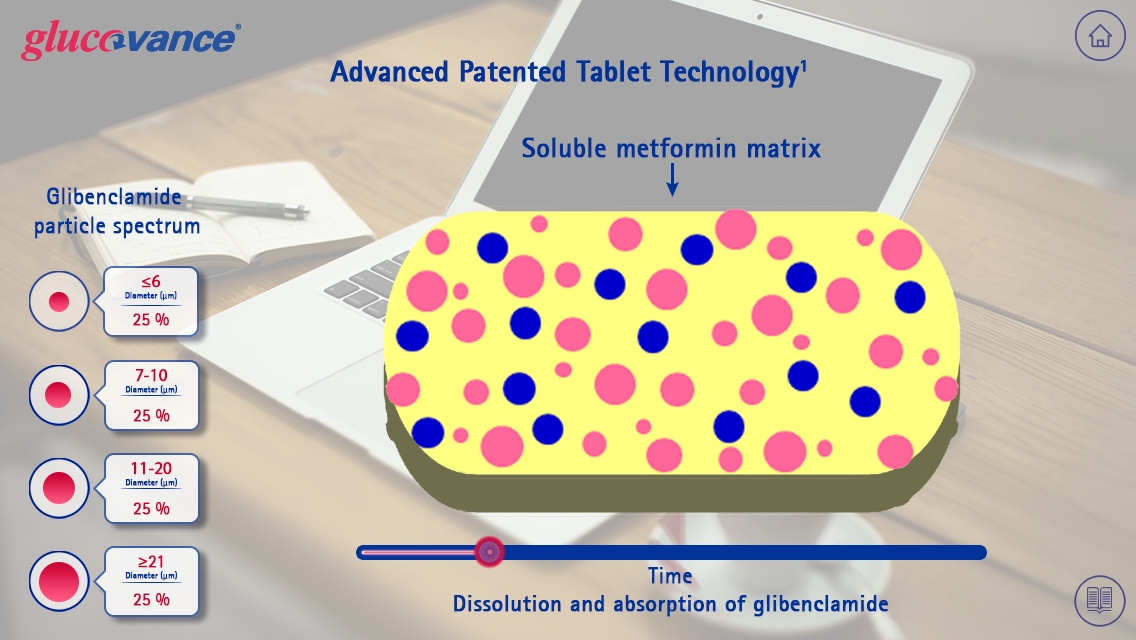 glucovance®
Advanced Patented Tablet Technology¹
Soluble metformin matrix
Glibenclamide
particle spectrum
≤6
Diameter (µm)
25 %
7-10
Diameter (µm)
25 %
11-20
Diameter (µm)
25 %
≥21
Diameter (µm)
25 %
Time
Dissolution and absorption of glibenclamide